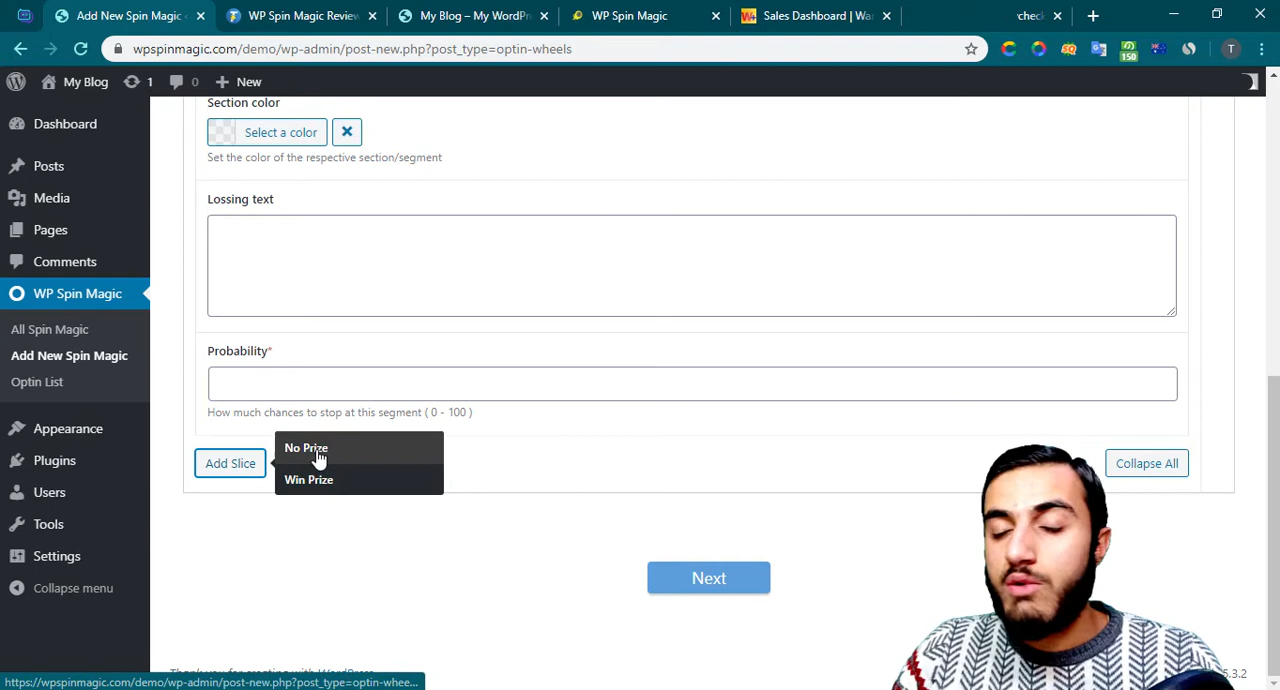 Add New Spin Magic
WP Spin Magic Review
My Blog – My WordPr
WP Spin Magic
Sales Dashboard | Wa
check
wpspinmagic.com/demo/wp-admin/post-new.php?post_type=optin-wheels
150
T
My Blog
1
0
New
Dashboard
Posts
Media
Pages
Comments
WP Spin Magic
All Spin Magic
Add New Spin Magic
Optin List
Appearance
Plugins
Users
Tools
Settings
Collapse menu
Section color
Select a color
Set the color of the respective section/segment
Lossing text
Probability*
How much chances to stop at this segment ( 0 - 100 )
Add Slice
No Prize
Win Prize
Collapse All
Next
5.3.2
https://wpspinmagic.com/demo/wp-admin/post-new.php?post_type=optin-whee...